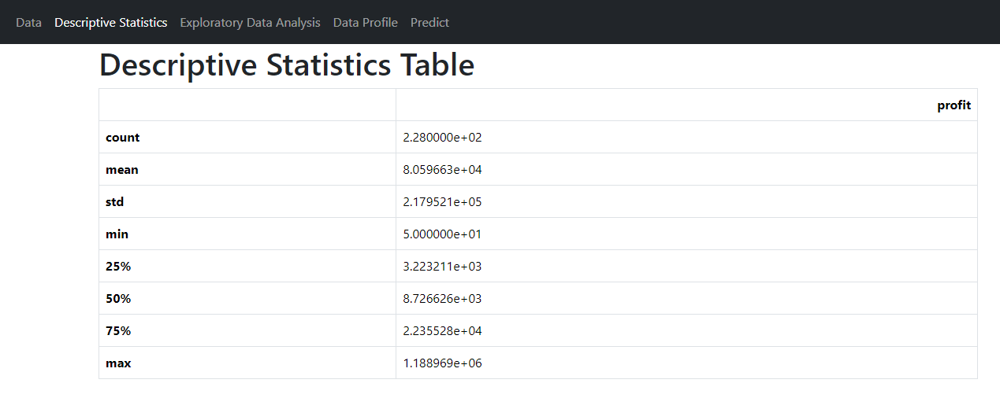 Data Descriptive Statistics Exploratory Data Analysis Data Profile Predict
Descriptive Statistics Table
profit
count 2.280000e+02
mean 8.059663e+04
std 2.179521e+05
min 5.000000e+01
25% 3.223211e+03
50% 8.726626e+03
75% 2.235528e+04
max 1.188969e+06